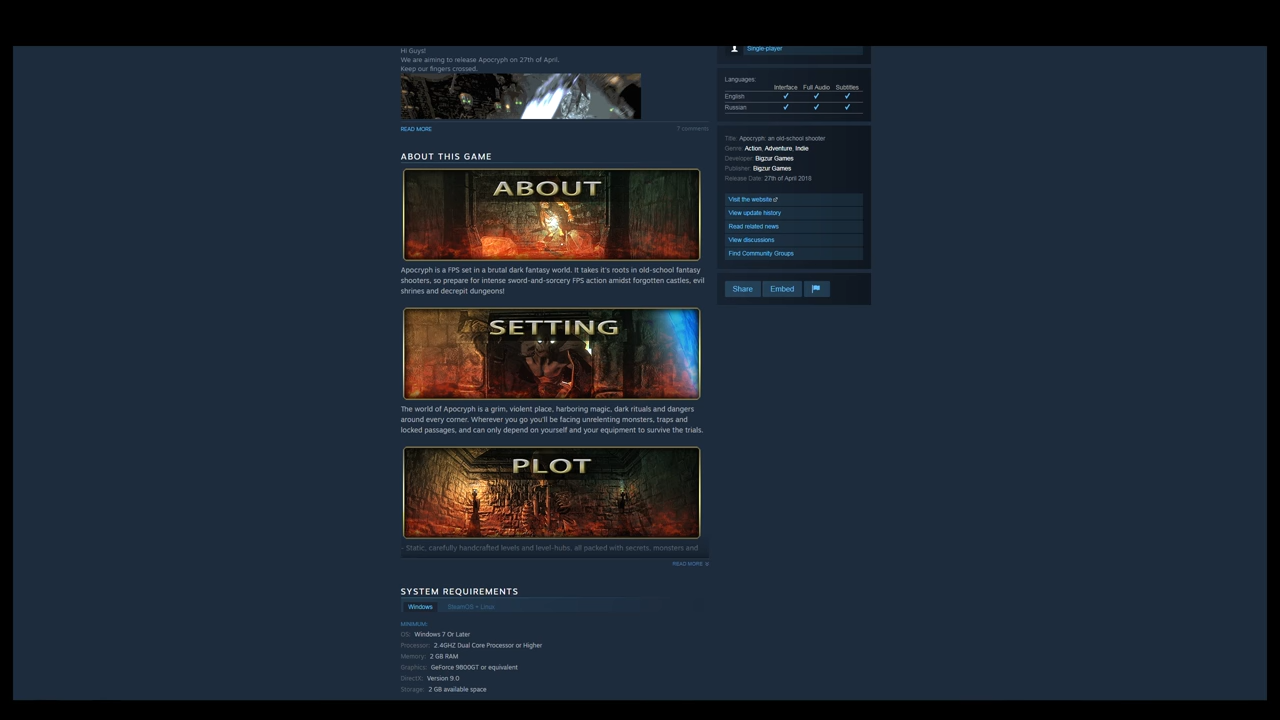 Hi Guys!
We are aiming to release Apocryph on 27th of April.
Keep our fingers crossed.
READ MORE
7 comments
ABOUT THIS GAME
ABOUT
Apocryph is a FPS set in a brutal dark fantasy world. It takes it's roots in old-school fantasy
shooters, so prepare for intense sword-and-sorcery FPS action amidst forgotten castles, evil
shrines and decrepit dungeons!
SETTING
The world of Apocryph is a grim, violent place, harboring magic, dark rituals and dangers
around every corner. Wherever you go you'll be facing unrelenting monsters, traps and
locked passages, and can only depend on yourself and your equipment to survive the trials.
PLOT
- Static, carefully handcrafted levels and level-hubs, all packed with secrets, monsters and
READ MORE
SYSTEM REQUIREMENTS
Windows SteamOS + Linux
MINIMUM:
OS: Windows 7 Or Later
Processor: 2.4GHZ Dual Core Processor or Higher
Memory: 2 GB RAM
Graphics: GeForce 9800GT or equivalent
DirectX: Version 9.0
Storage: 2 GB available space
Single-player
Languages:
Interface Full Audio Subtitles
English ✔ ✔ ✔
Russian ✔ ✔ ✔
Title: Apocryph: an old-school shooter
Genre: Action, Adventure, Indie
Developer: Bigzur Games
Publisher: Bigzur Games
Release Date: 27th of April 2018
Visit the website
View update history
Read related news
View discussions
Find Community Groups
Share Embed